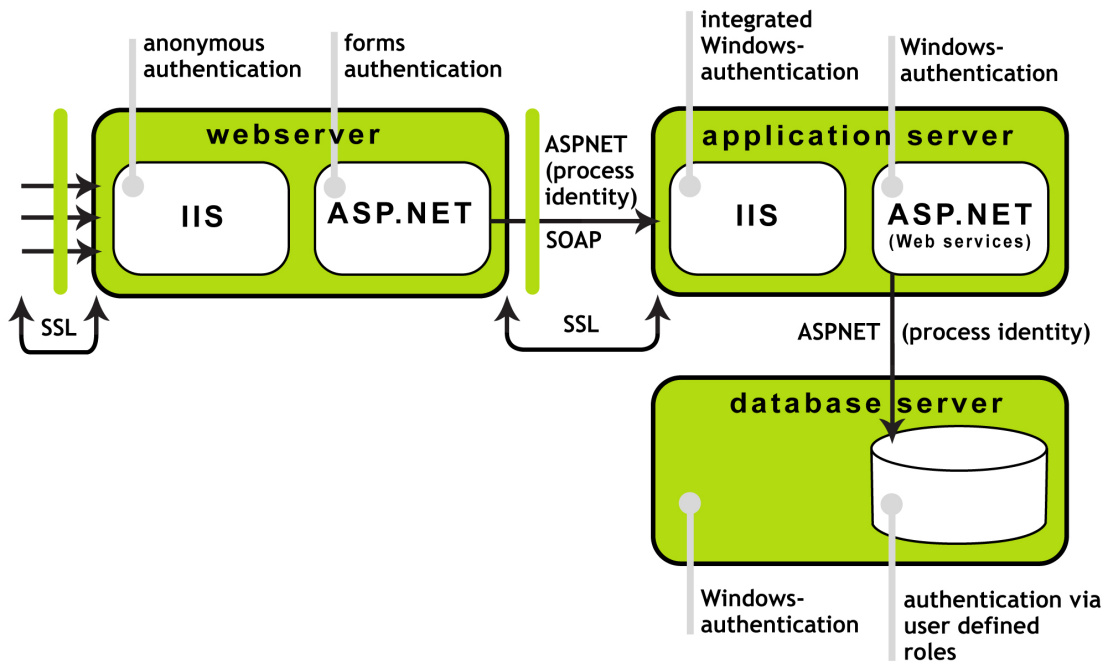 anonymous
authentication
forms
authentication
integrated
Windows-
authentication
Windows-
authentication
webserver
IIS
ASP.NET
ASPNET
(process
identity)
SOAP
application server
IIS
ASP.NET
(Web services)
SSL
SSL
ASPNET (process identity)
database server
Windows-
authentication
authentication via
user defined
roles